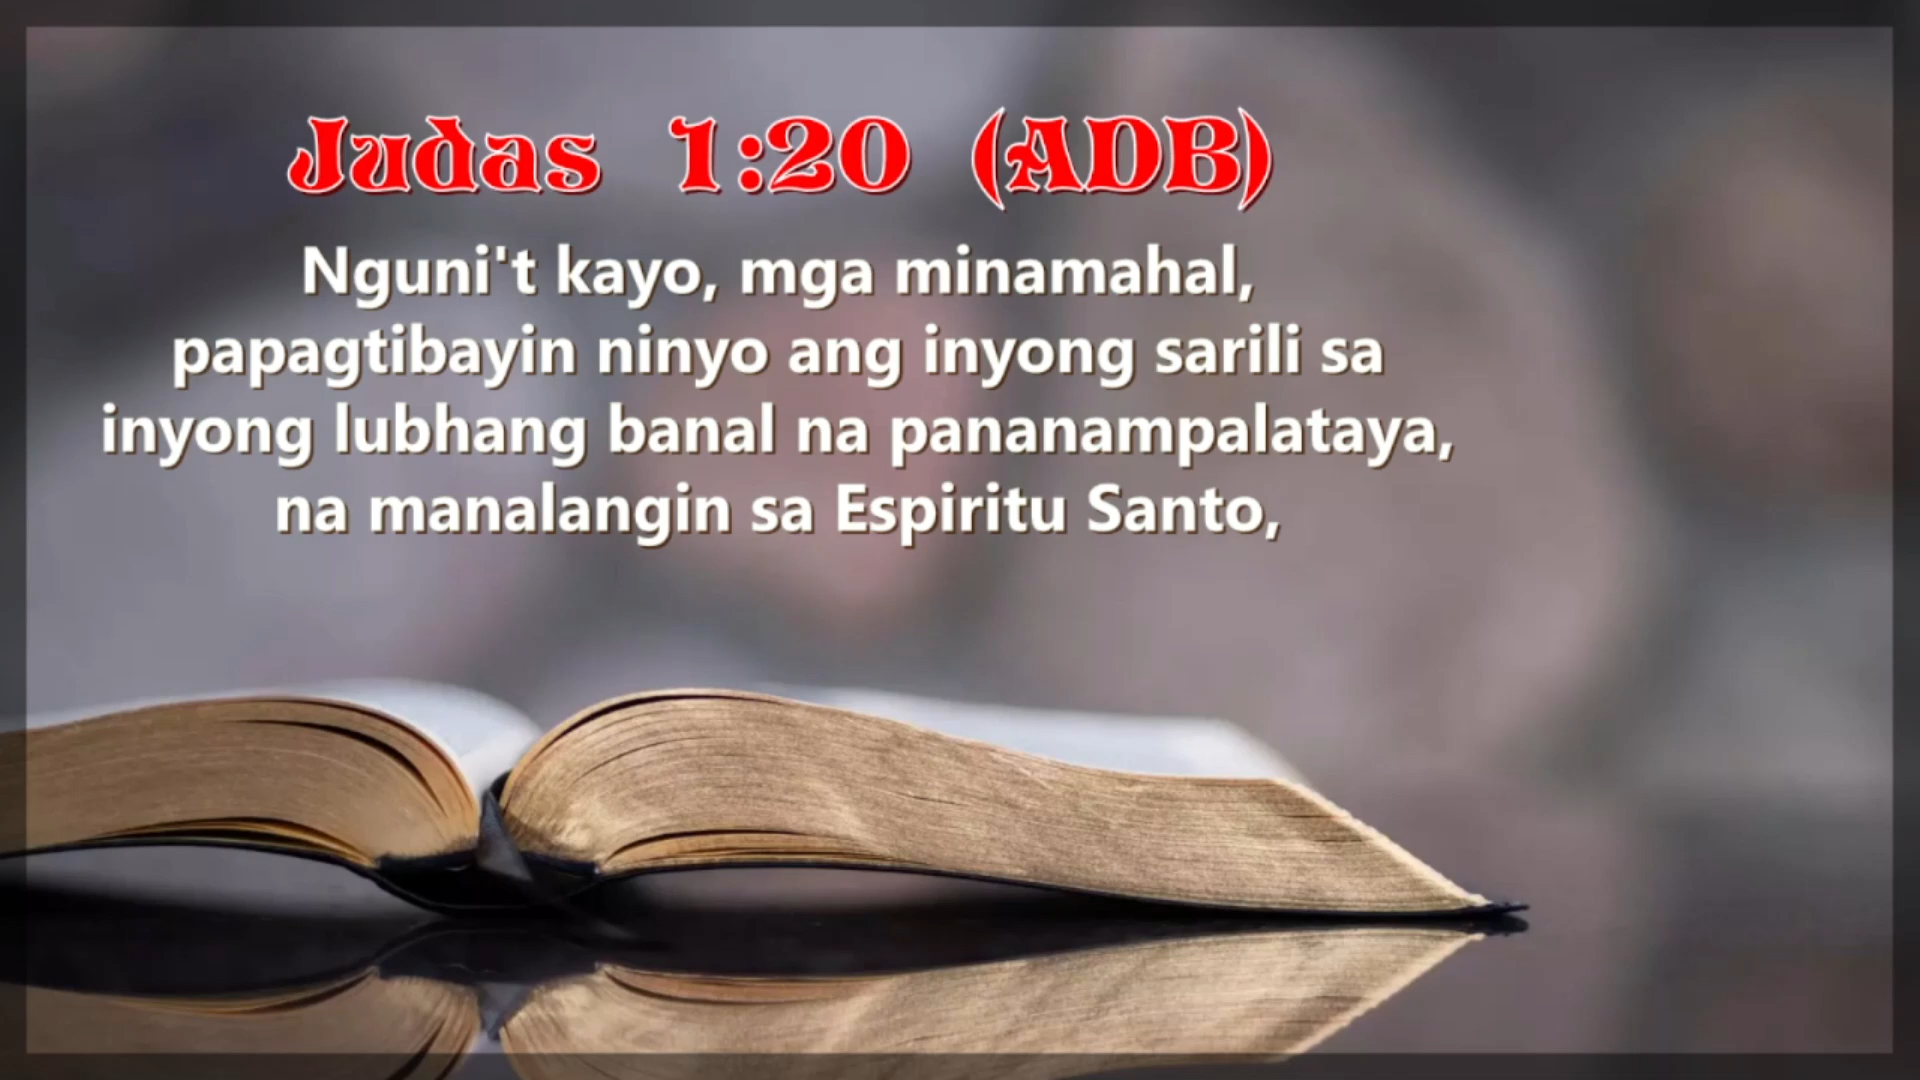 Judas 1:20 (ADB)
Nguni't kayo, mga minamahal,
papagtibayin ninyo ang inyong sarili sa
inyong lubhang banal na pananampalataya,
na manalangin sa Espiritu Santo,